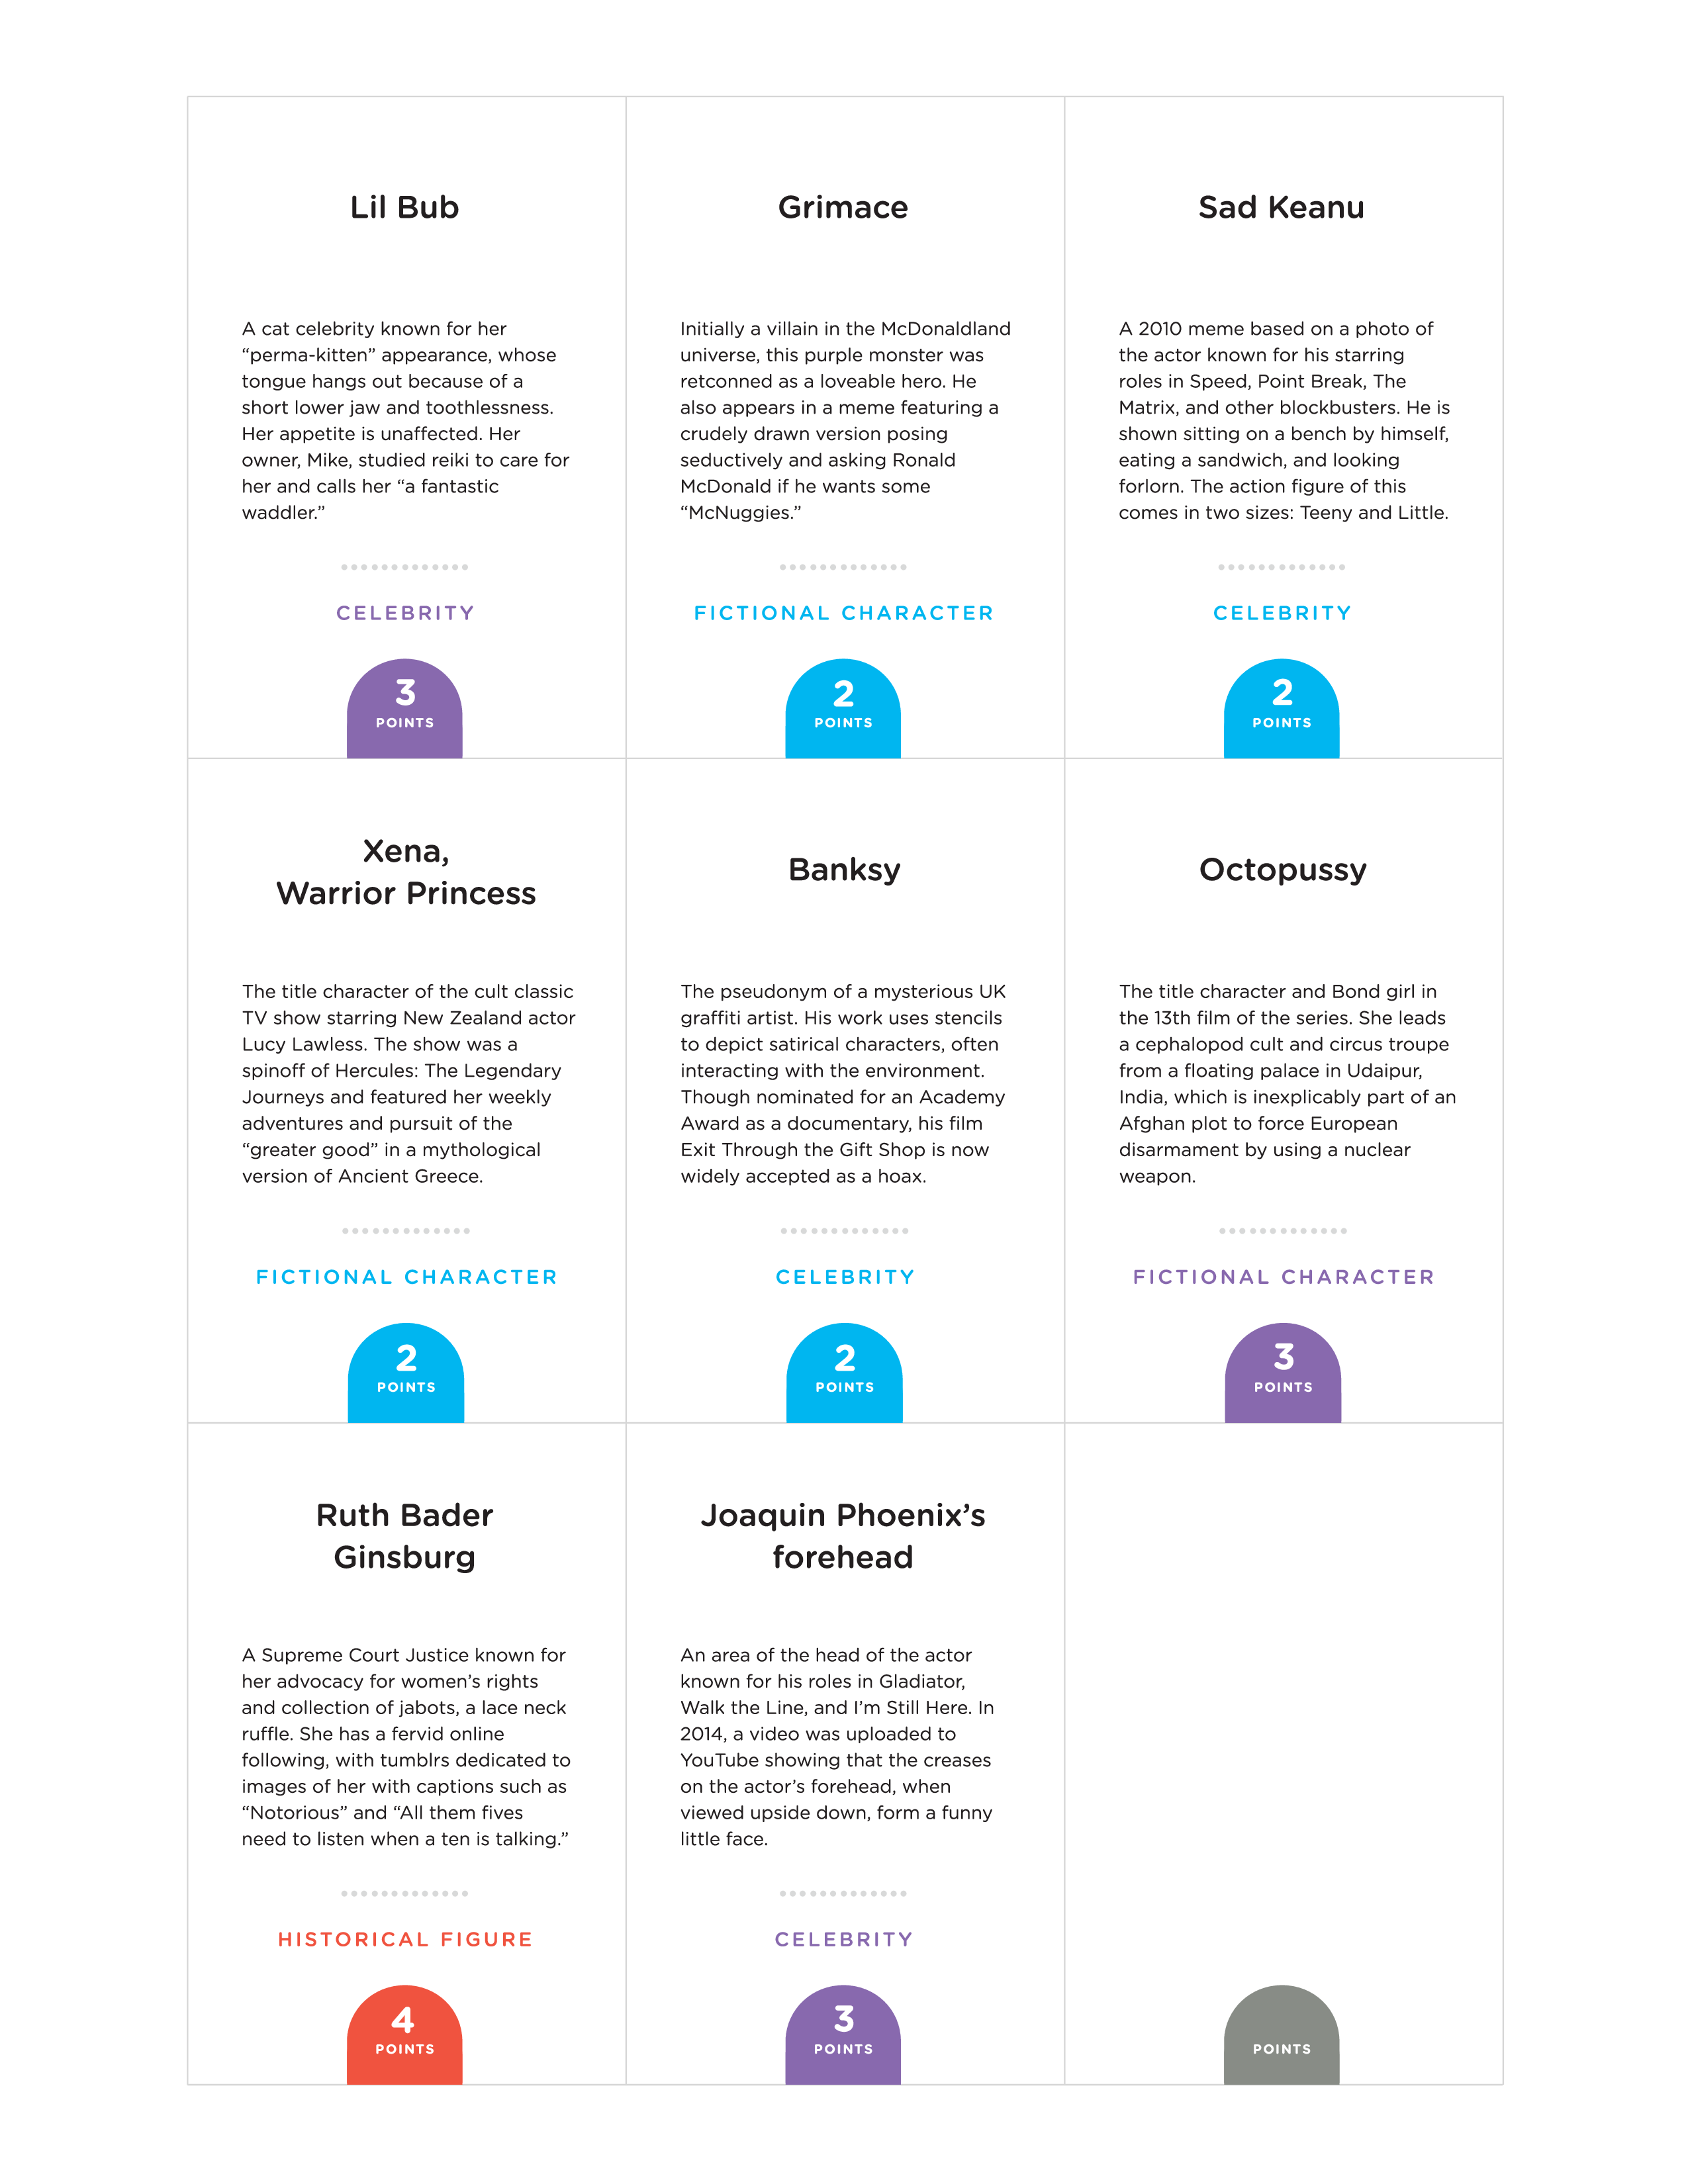 Lil Bub
A cat celebrity known for her
“perma-kitten” appearance, whose
tongue hangs out because of a
short lower jaw and toothlessness.
Her appetite is unaffected. Her
owner, Mike, studied reiki to care for
her and calls her “a fantastic
waddler.”
CELEBRITY
3
POINTS
Grimace
Initially a villain in the McDonaldland
universe, this purple monster was
retconned as a loveable hero. He
also appears in a meme featuring a
crudely drawn version posing
seductively and asking Ronald
McDonald if he wants some
“McNuggies.”
FICTIONAL CHARACTER
2
POINTS
Sad Keanu
A 2010 meme based on a photo of
the actor known for his starring
roles in Speed, Point Break, The
Matrix, and other blockbusters. He is
shown sitting on a bench by himself,
eating a sandwich, and looking
forlorn. The action figure of this
comes in two sizes: Teeny and Little.
CELEBRITY
2
POINTS
Xena,
Warrior Princess
The title character of the cult classic
TV show starring New Zealand actor
Lucy Lawless. The show was a
spinoff of Hercules: The Legendary
Journeys and featured her weekly
adventures and pursuit of the
“greater good” in a mythological
version of Ancient Greece.
FICTIONAL CHARACTER
2
POINTS
Banksy
The pseudonym of a mysterious UK
graffiti artist. His work uses stencils
to depict satirical characters, often
interacting with the environment.
Though nominated for an Academy
Award as a documentary, his film
Exit Through the Gift Shop is now
widely accepted as a hoax.
CELEBRITY
2
POINTS
Octopussy
The title character and Bond girl in
the 13th film of the series. She leads
a cephalopod cult and circus troupe
from a floating palace in Udaipur,
India, which is inexplicably part of an
Afghan plot to force European
disarmament by using a nuclear
weapon.
FICTIONAL CHARACTER
3
POINTS
Ruth Bader
Ginsburg
A Supreme Court Justice known for
her advocacy for women’s rights
and collection of jabots, a lace neck
ruffle. She has a fervid online
following, with tumblrs dedicated to
images of her with captions such as
“Notorious” and “All them fives
need to listen when a ten is talking.”
HISTORICAL FIGURE
4
POINTS
Joaquin Phoenix’s
forehead
An area of the head of the actor
known for his roles in Gladiator,
Walk the Line, and I’m Still Here. In
2014, a video was uploaded to
YouTube showing that the creases
on the actor’s forehead, when
viewed upside down, form a funny
little face.
CELEBRITY
3
POINTS
POINTS